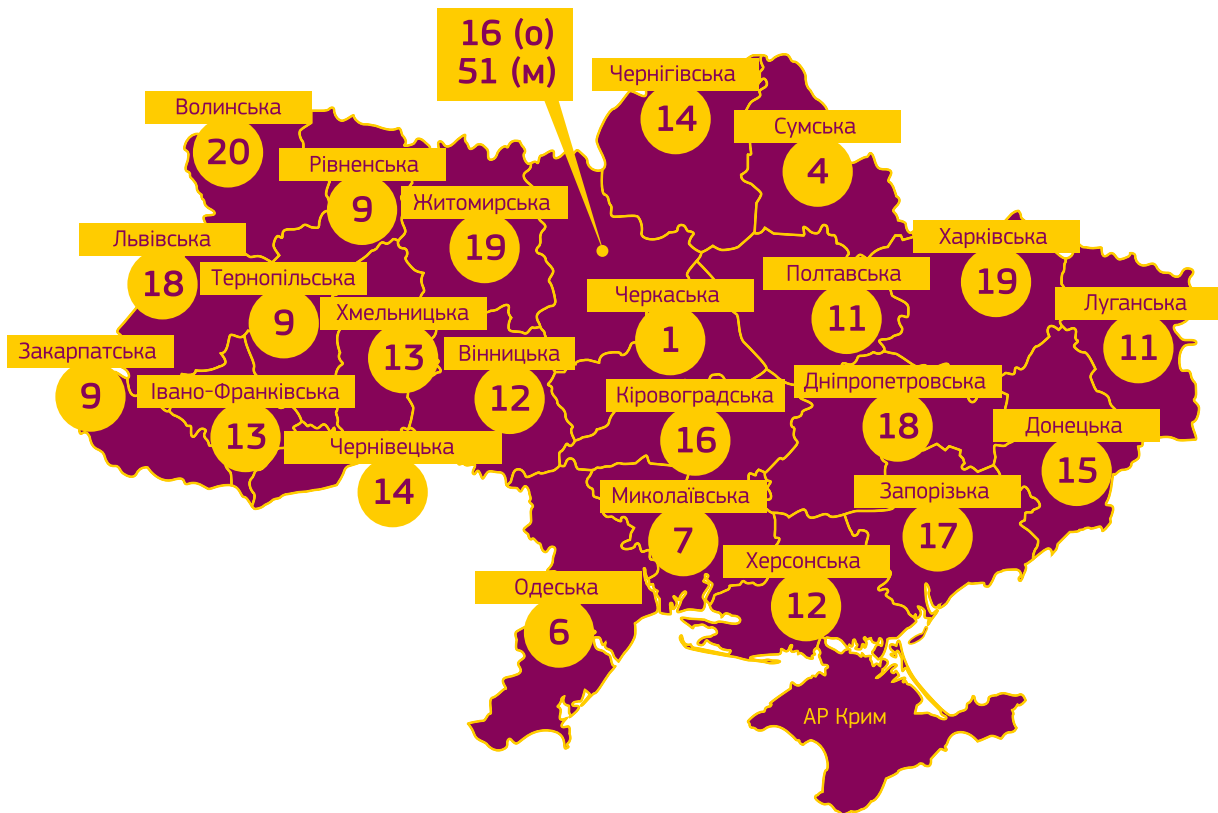 16 (о)
51 (м)
Чернігівська
14
Волинська
20
Сумська
4
Рівненська
9
Житомирська
19
Львівська
18
Харківська
19
Тернопільська
9
Полтавська
11
Черкаська
1
Луганська
11
Хмельницька
13
Закарпатська
9
Вінницька
12
Івано-Франківська
13
Кіровоградська
16
Дніпропетровська
18
Донецька
15
Чернівецька
14
Миколаївська
7
Запорізька
17
Херсонська
12
Одеська
6
АР Крим